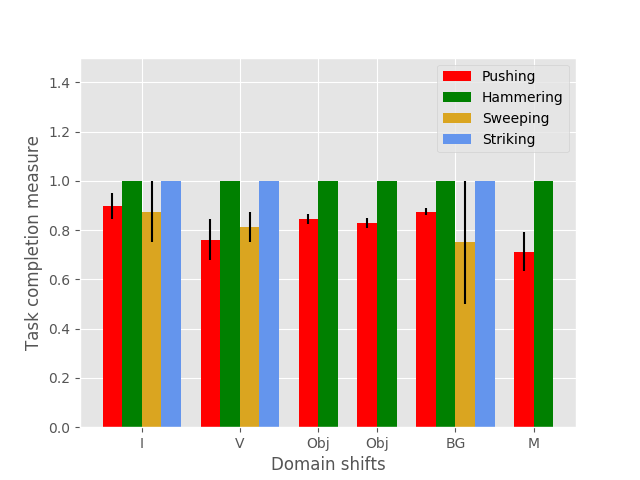 Pushing
Hammering
Sweeping
Striking
Task completion measure
1.4
1.2
1.0
0.8
0.6
0.4
0.2
0.0
I V Obj Obj BG M
Domain shifts